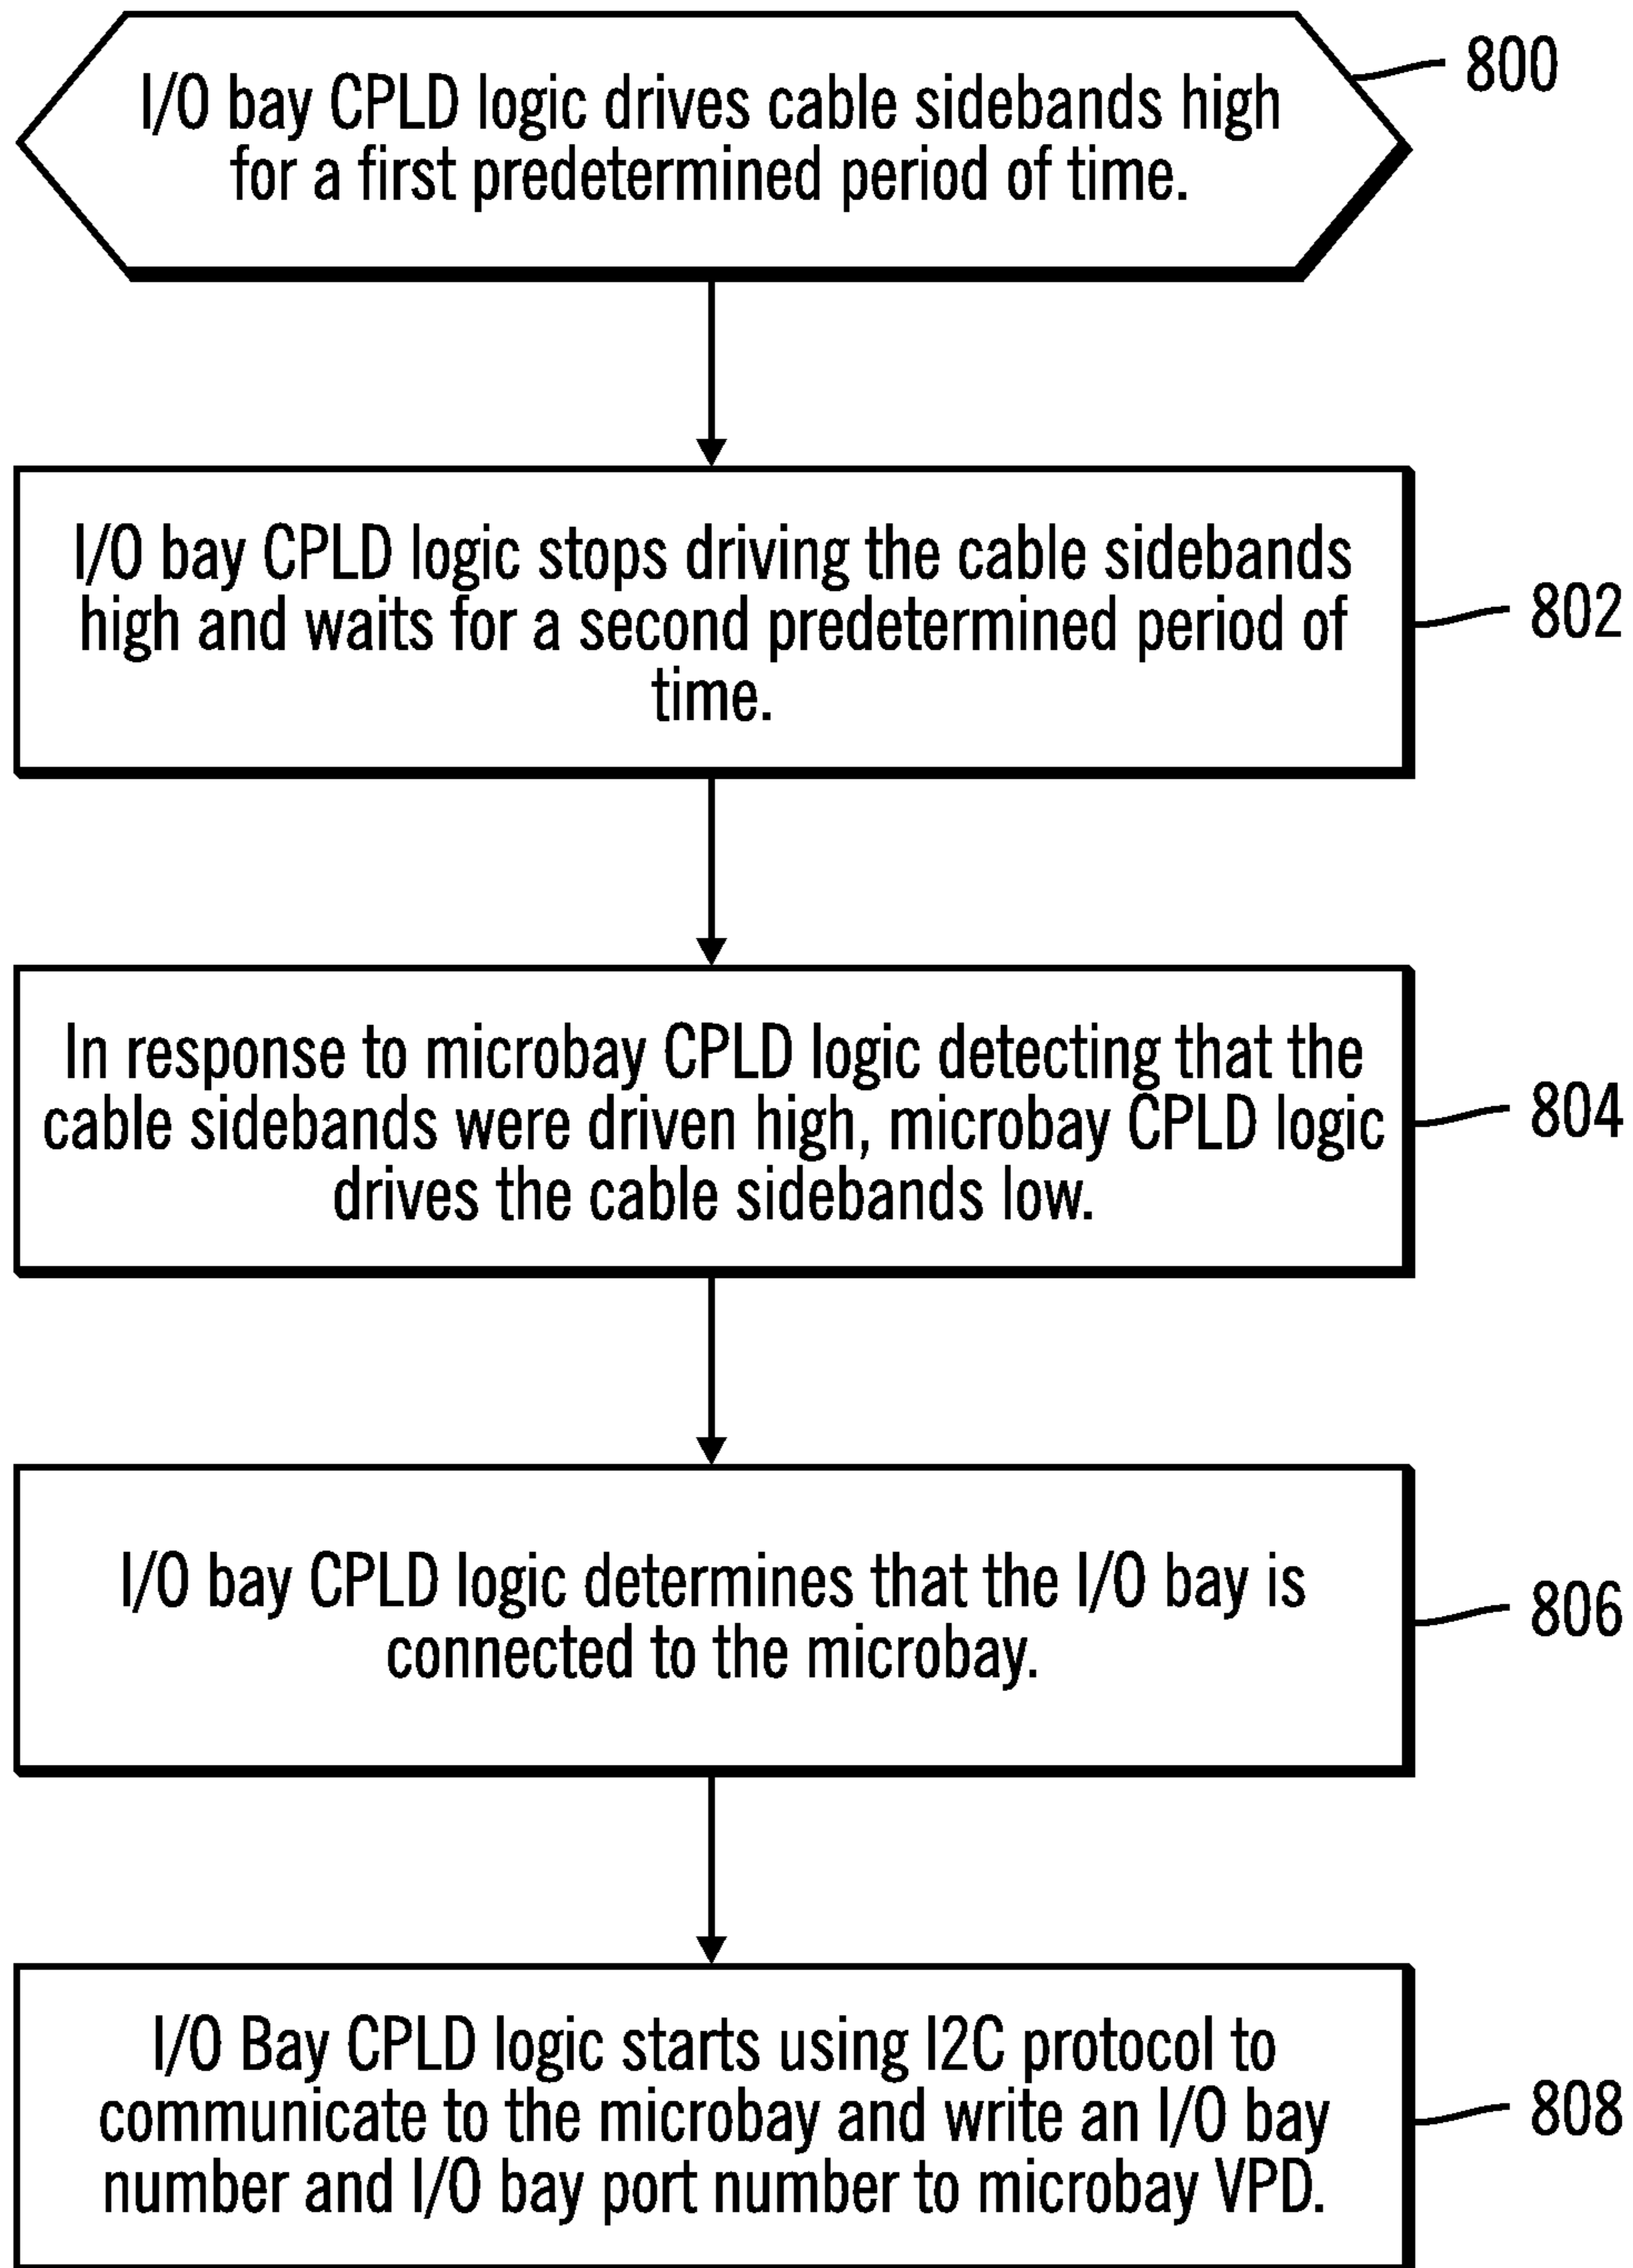 I/O bay CPLD logic drives cable sidebands high
for a first predetermined period of time.
800
I/O bay CPLD logic stops driving the cable sidebands
high and waits for a second predetermined period of
time.
802
In response to microbay CPLD logic detecting that the
cable sidebands were driven high, microbay CPLD logic
drives the cable sidebands low.
804
I/O bay CPLD logic determines that the I/O bay is
connected to the microbay.
806
I/O Bay CPLD logic starts using I2C protocol to
communicate to the microbay and write an I/O bay
number and I/O bay port number to microbay VPD.
808